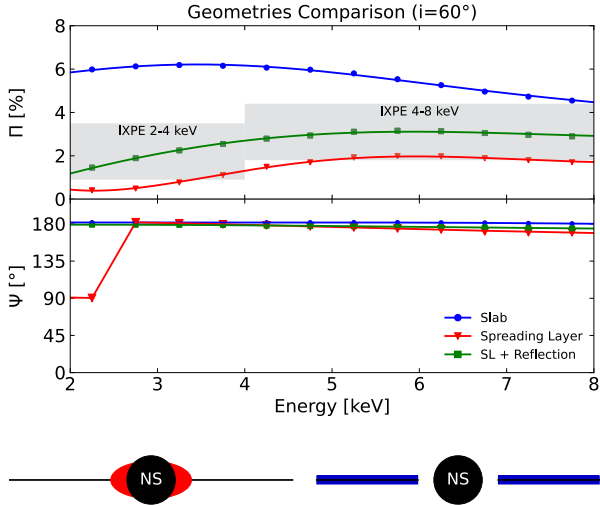 Geometries Comparison (i=60°)
8
6
4
2
0
Π [%]
IXPE 2-4 keV
IXPE 4-8 keV
180
135
90
45
0
Ψ [°]
Slab
Spreading Layer
SL + Reflection
2 3 4 5 6 7 8
Energy [keV]
NS NS